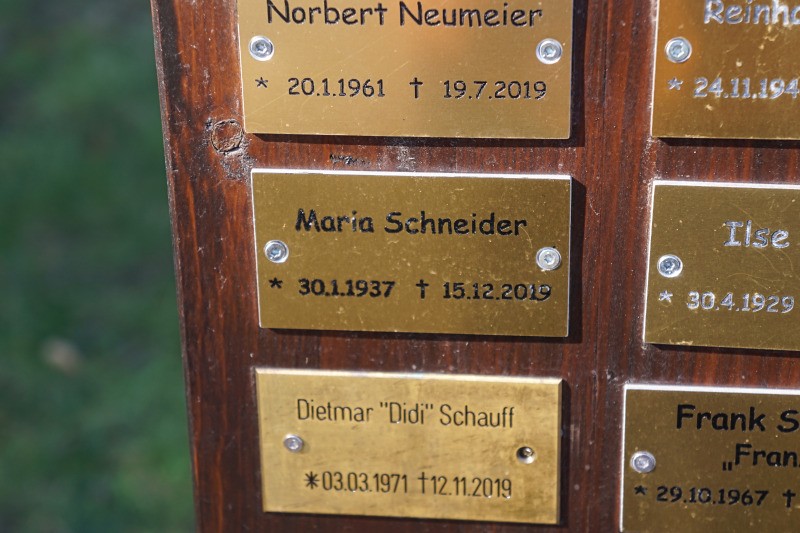 Norbert Neumeier
* 20.1.1961 † 19.7.2019
Maria Schneider
* 30.1.1937 † 15.12.2019
Dietmar "Didi" Schauff
*03.03.1971 †12.11.2019
* 24.11.194
Ilse
* 30.4.1929
Frank S
* 29.10.1967 †